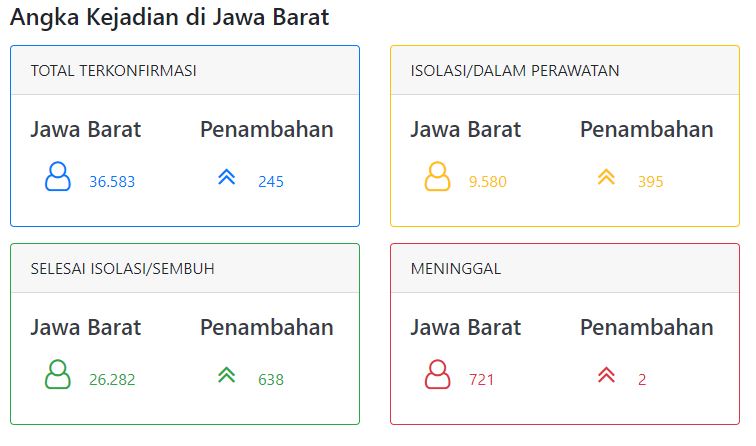 Angka Kejadian di Jawa Barat
TOTAL TERKONFIRMASI
Jawa Barat Penambahan
36.583 245
ISOLASI/DALAM PERAWATAN
Jawa Barat Penambahan
9.580 395
SELESAI ISOLASI/SEMBUH
Jawa Barat Penambahan
26.282 638
MENINGGAL
Jawa Barat Penambahan
721 2